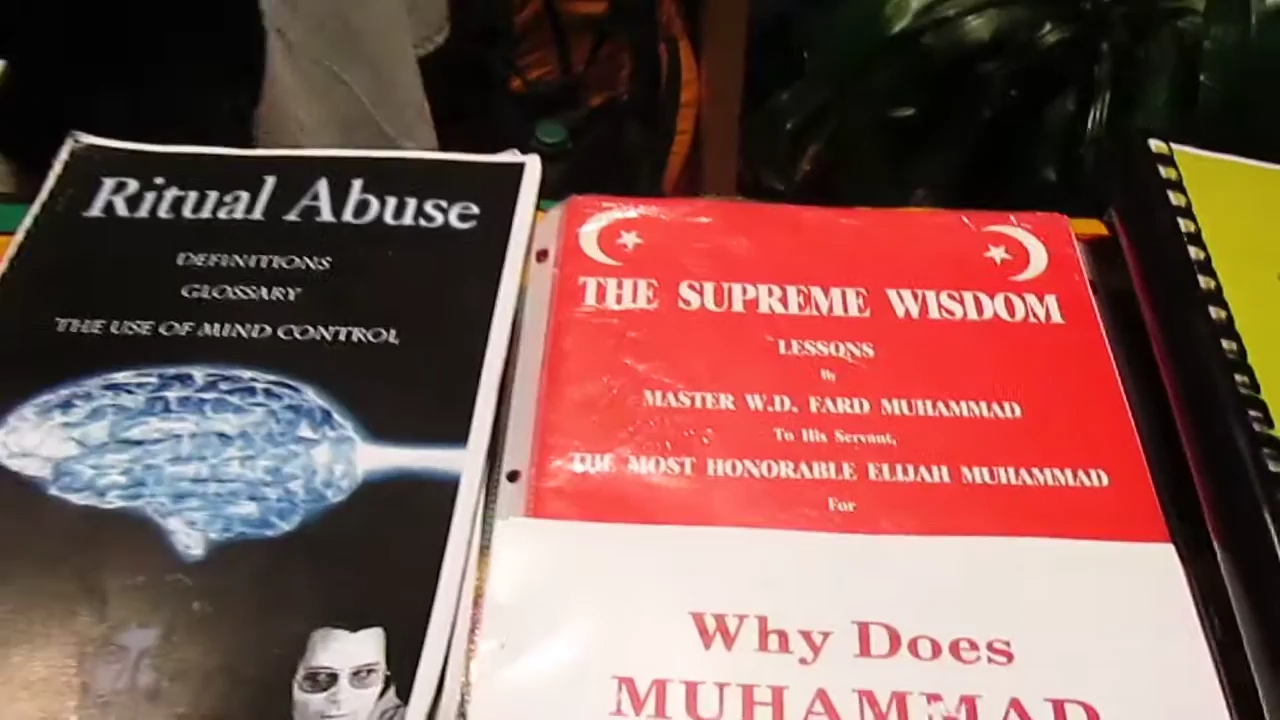 Ritual Abuse
DEFINITIONS
GLOSSARY
THE USE OF MIND CONTROL
THE SUPREME WISDOM
LESSONS
By
MASTER W.D. FARD MUHAMMAD
To His Servant,
THE MOST HONORABLE ELIJAH MUHAMMAD
For
Why Does
MUHAMMAD